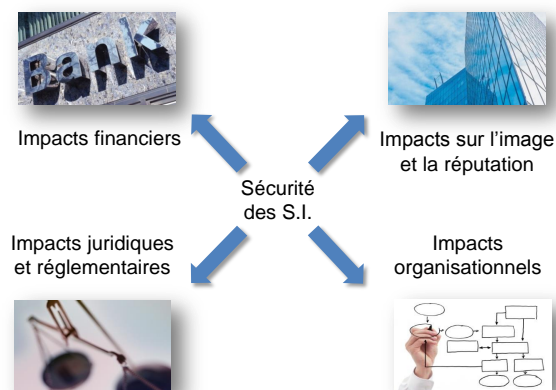 Bank
Impacts financiers
Impacts sur l’image
et la réputation
Sécurité
des S.I.
Impacts juridiques
et réglementaires
Impacts
organisationnels